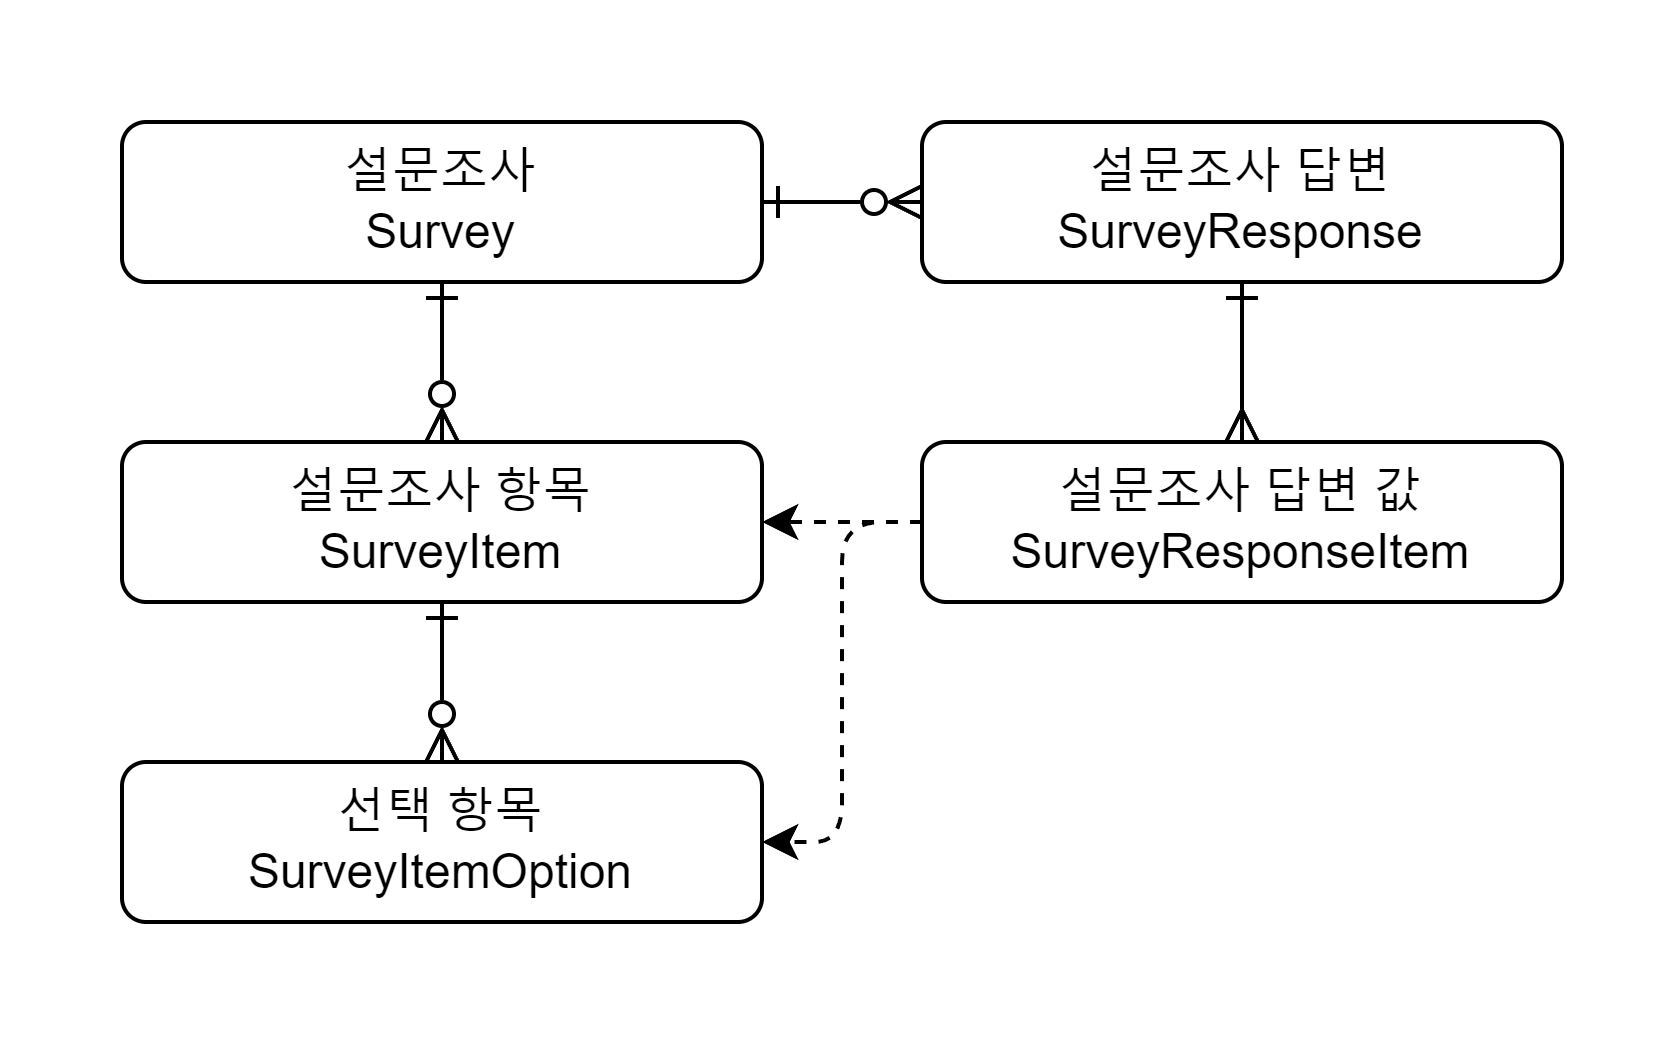 설문조사
Survey
설문조사 답변
SurveyResponse
설문조사 항목
SurveyItem
설문조사 답변 값
SurveyResponseItem
선택 항목
SurveyItemOption